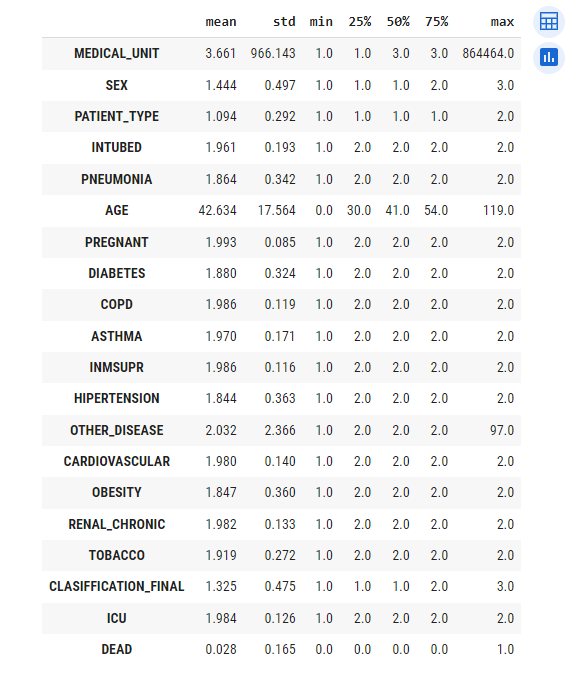 mean std min 25% 50% 75% max
MEDICAL_UNIT 3.661 966.143 1.0 1.0 3.0 3.0 864464.0
SEX 1.444 0.497 1.0 1.0 1.0 2.0 3.0
PATIENT_TYPE 1.094 0.292 1.0 1.0 1.0 1.0 2.0
INTUBED 1.961 0.193 1.0 2.0 2.0 2.0 2.0
PNEUMONIA 1.864 0.342 1.0 2.0 2.0 2.0 2.0
AGE 42.634 17.564 0.0 30.0 41.0 54.0 119.0
PREGNANT 1.993 0.085 1.0 2.0 2.0 2.0 2.0
DIABETES 1.880 0.324 1.0 2.0 2.0 2.0 2.0
COPD 1.986 0.119 1.0 2.0 2.0 2.0 2.0
ASTHMA 1.970 0.171 1.0 2.0 2.0 2.0 2.0
INMSUPR 1.986 0.116 1.0 2.0 2.0 2.0 2.0
HIPERTENSION 1.844 0.363 1.0 2.0 2.0 2.0 2.0
OTHER_DISEASE 2.032 2.366 1.0 2.0 2.0 2.0 97.0
CARDIOVASCULAR 1.980 0.140 1.0 2.0 2.0 2.0 2.0
OBESITY 1.847 0.360 1.0 2.0 2.0 2.0 2.0
RENAL_CHRONIC 1.982 0.133 1.0 2.0 2.0 2.0 2.0
TOBACCO 1.919 0.272 1.0 2.0 2.0 2.0 2.0
CLASIFFICATION_FINAL 1.325 0.475 1.0 1.0 1.0 2.0 3.0
ICU 1.984 0.126 1.0 2.0 2.0 2.0 2.0
DEAD 0.028 0.165 0.0 0.0 0.0 0.0 1.0